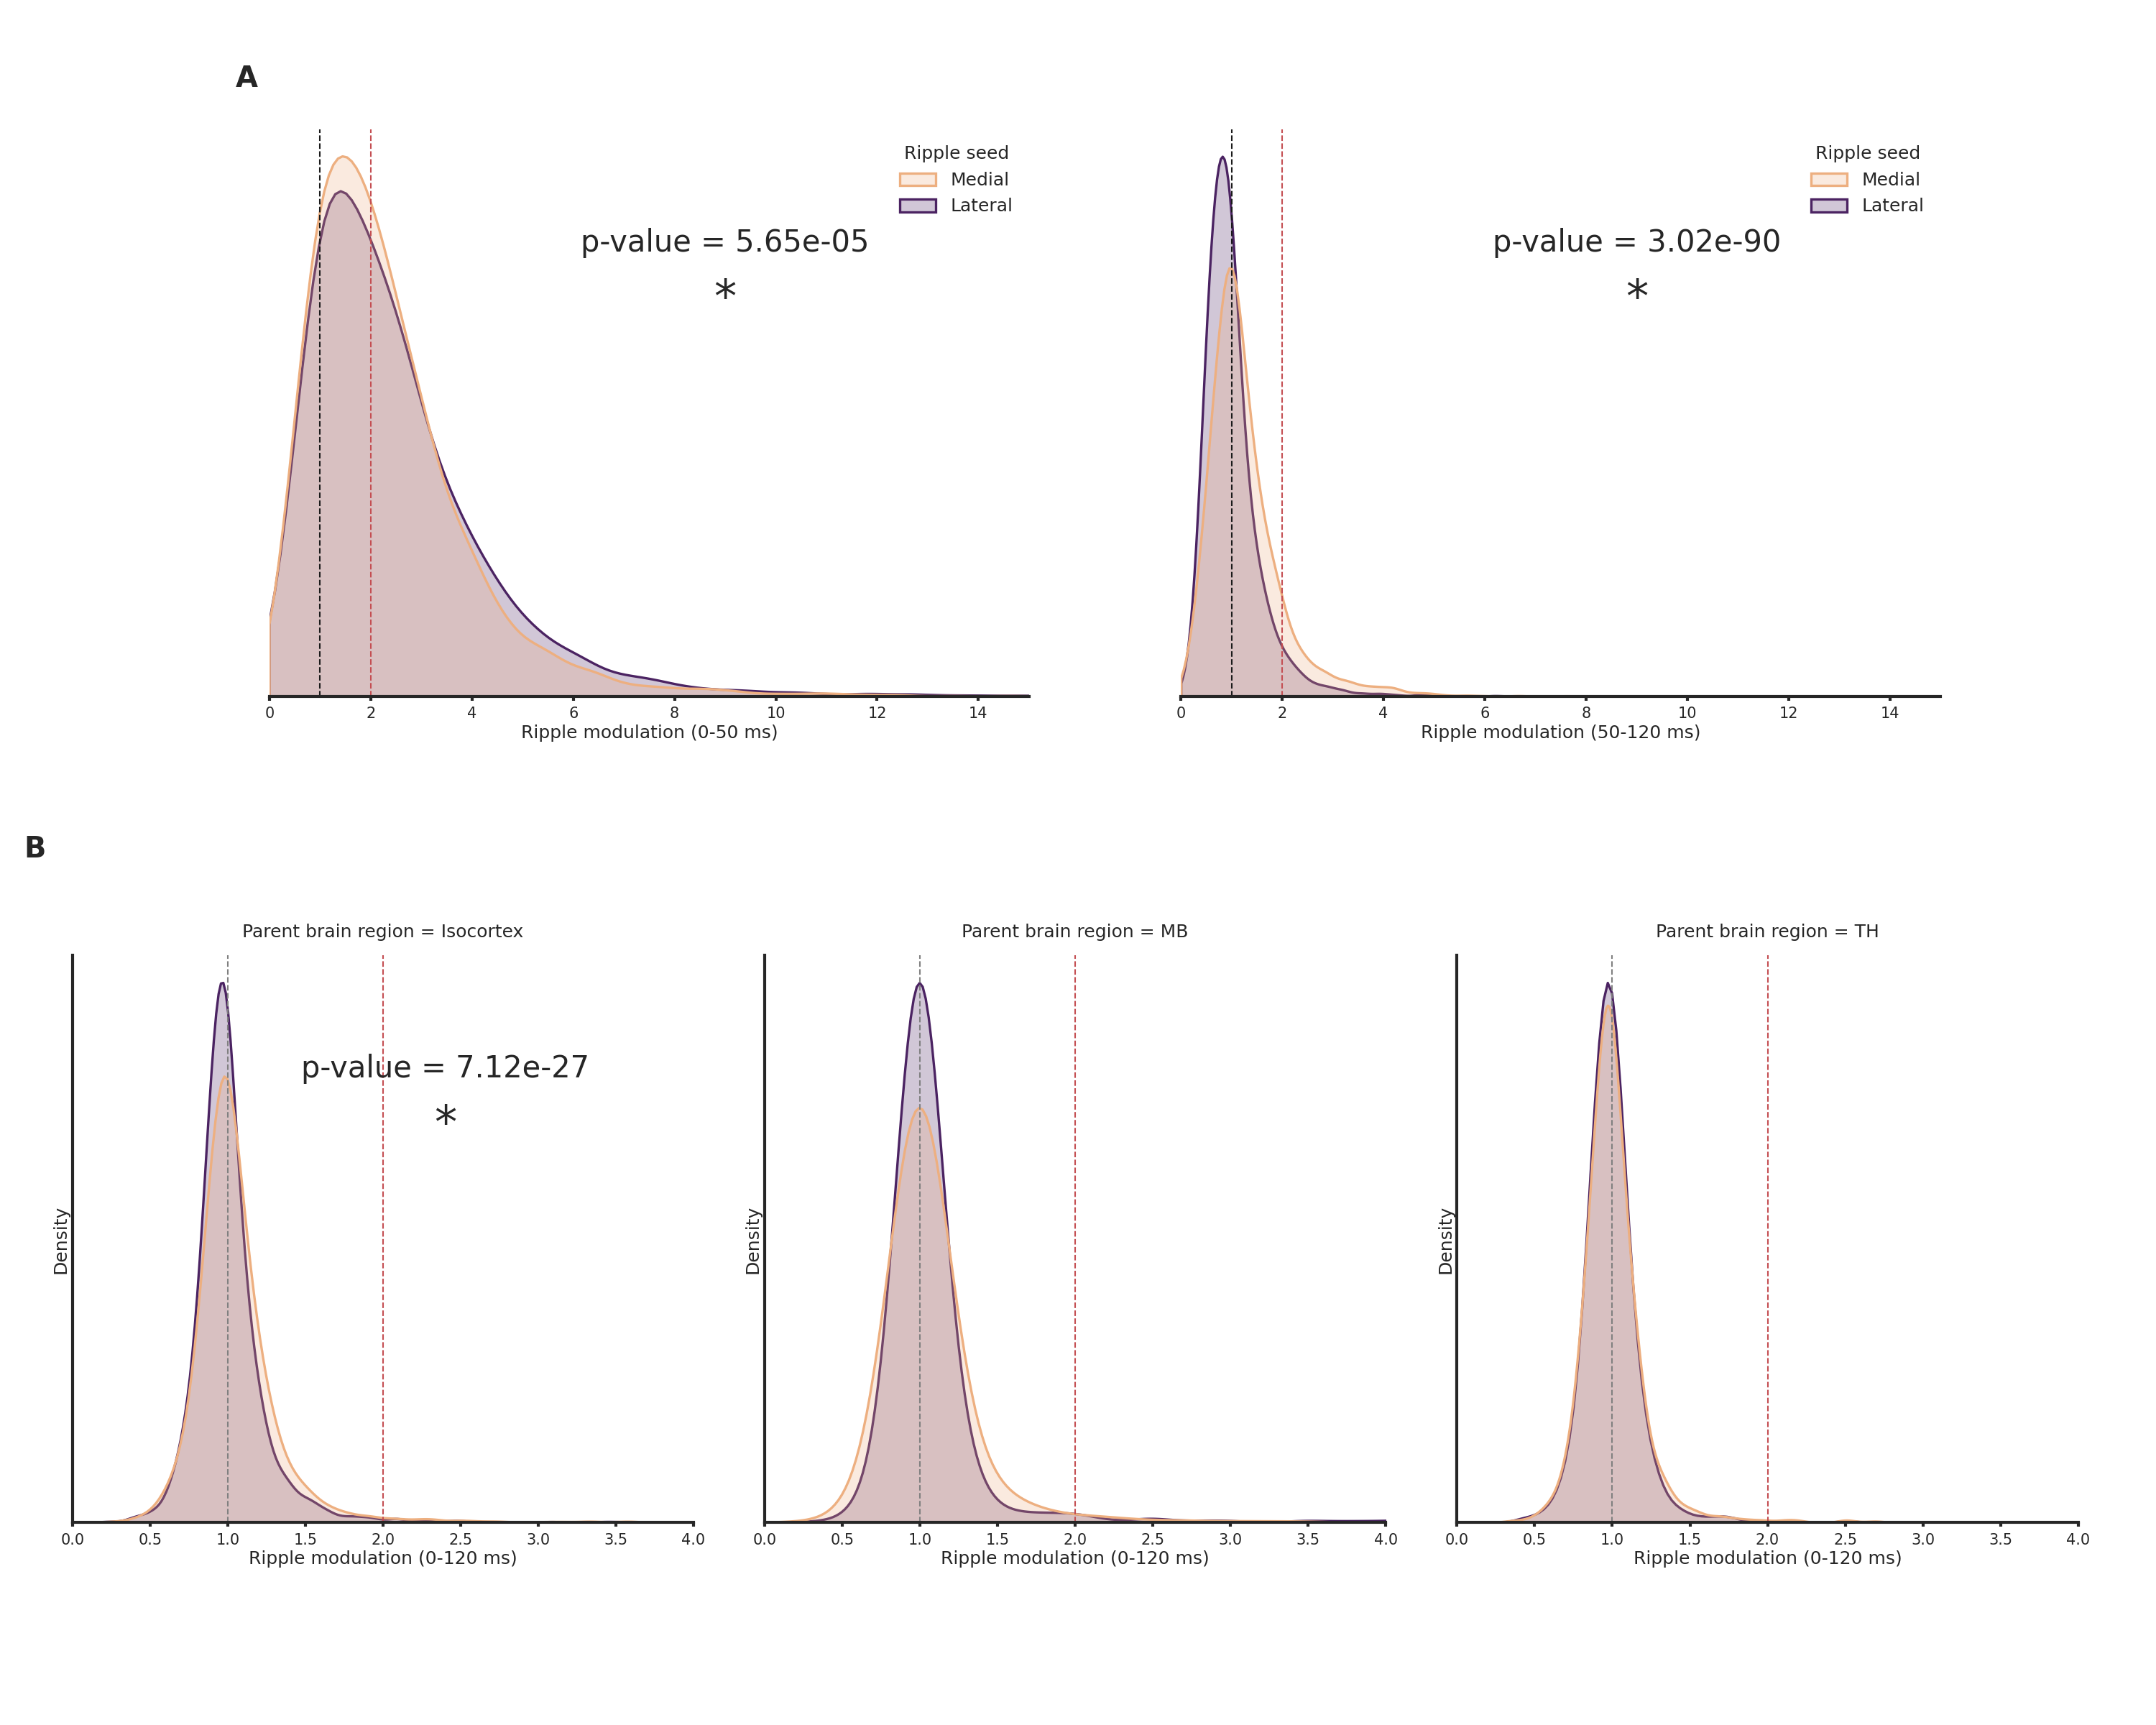 A
Ripple seed
Medial
Lateral
p-value = 5.65e-05
*
0 2 4 6 8 10 12 14
Ripple modulation (0-50 ms)
Ripple seed
Medial
Lateral
p-value = 3.02e-90
*
0 2 4 6 8 10 12 14
Ripple modulation (50-120 ms)
B
Parent brain region = Isocortex
p-value = 7.12e-27
*
Density
0.0 0.5 1.0 1.5 2.0 2.5 3.0 3.5 4.0
Ripple modulation (0-120 ms)
Parent brain region = MB
Density
0.0 0.5 1.0 1.5 2.0 2.5 3.0 3.5 4.0
Ripple modulation (0-120 ms)
Parent brain region = TH
Density
0.0 0.5 1.0 1.5 2.0 2.5 3.0 3.5 4.0
Ripple modulation (0-120 ms)